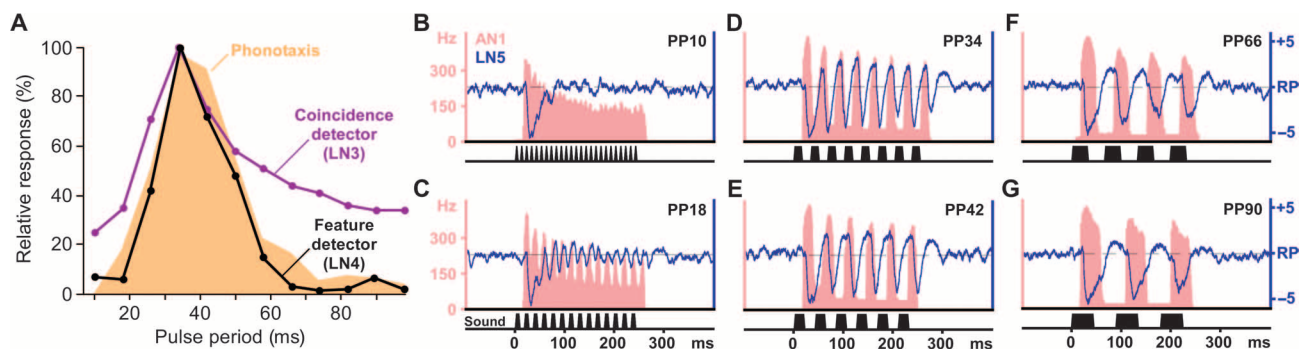 A
Relative response (%)
100
80
60
40
20
0
20
40
60
80
Pulse period (ms)
Phonotaxis
Coincidence
detector
(LN3)
Feature
detector
(LN4)
B
Hz
300
150
0
AN1
LN5
PP10
C
Hz
300
150
0
PP18
Sound
0
100
200
ms
D
PP34
E
PP42
0
100
200
300
ms
F
PP66
+5
RP
−5
G
PP90
+5
RP
−5
0
100
200
300
ms